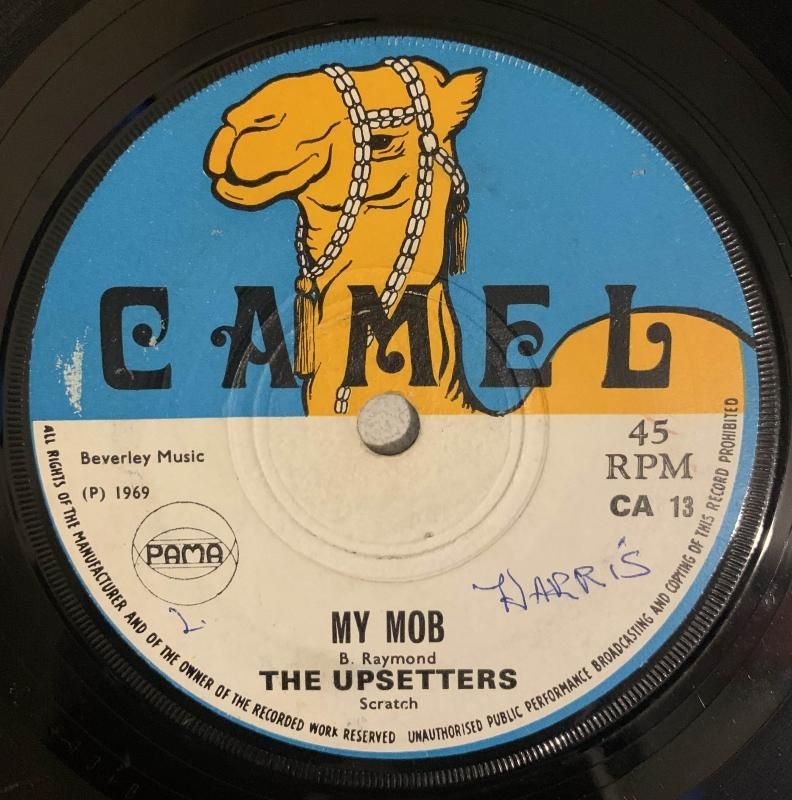 CAMEL
Beverley Music
(P) 1969
PAMA
45
RPM
CA 13
HARRIS
2.
MY MOB
B. Raymond
THE UPSETTERS
Scratch
ALL RIGHTS OF THE MANUFACTURER AND OF THE OWNER OF THE RECORDED WORK RESERVED UNAUTHORISED PUBLIC PERFORMANCE BROADCASTING AND COPYING OF THIS RECORD PROHIBITED